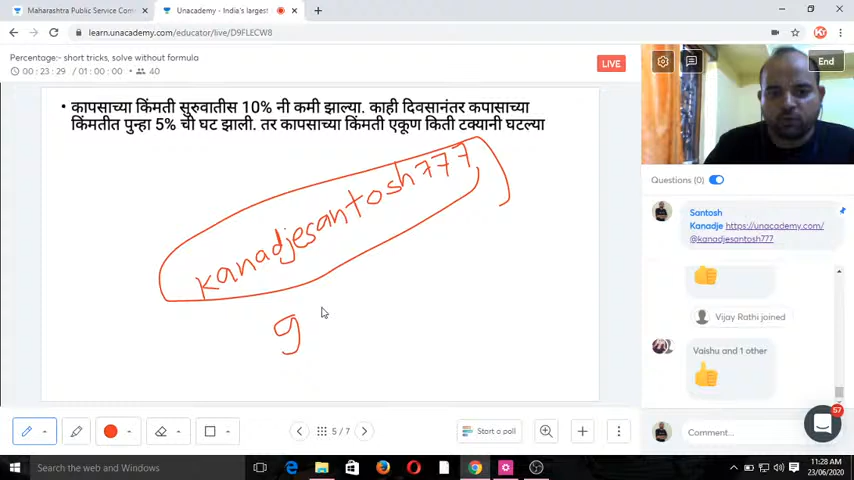 Maharashtra Public Service Com
Unacademy - India's largest
learn.unacademy.com/educator/live/D9FLECW8
Percentage:- short tricks, solve without formula
00 : 23 : 29 / 01 : 00 : 00 • 40
LIVE
End
• कापसाच्या किंमती सुरुवातीस 10% नी कमी झाल्या. काही दिवसानंतर कपासाच्या
किंमतीत पुन्हा 5% ची घट झाली. तर कापसाच्या किंमती एकूण किती टक्यानी घटल्या
kanadjesantosh777
9
Questions (0)
Santosh
Kanadje https://unacademy.com/
@kanadjesantosh777
Vijay Rathi joined
Vaishu and 1 other
57
5 / 7
Start a poll
Comment...
Search the web and Windows
11:28 AM
23/06/2020